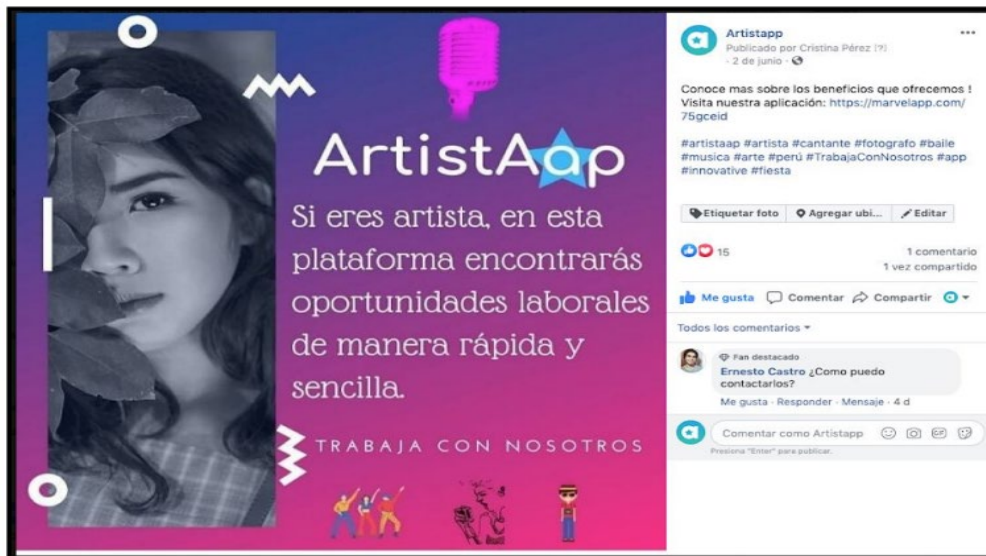 ArtistAap
Si eres artista, en esta
plataforma encontrarás
oportunidades laborales
de manera rápida y
sencilla.
TRABAJA CON NOSOTROS
Artistapp
Publicado por Cristina Pérez [?]
· 2 de junio ·
Conoce mas sobre los beneficios que ofrecemos !
Visita nuestra aplicación: https://marvelapp.com/
75gceid
#artistaap #artista #cantante #fotografo #baile
#musica #arte #perú #TrabajaConNosotros #app
#innovative #fiesta
Etiquetar foto Agregar ubi... Editar
15 1 comentario
1 vez compartido
Me gusta Comentar Compartir
Todos los comentarios
Fan destacado
Ernesto Castro ¿Como puedo
contactarlos?
Me gusta · Responder · Mensaje · 4 d
Comentar como Artistapp GIF
Presiona "Enter" para publicar.